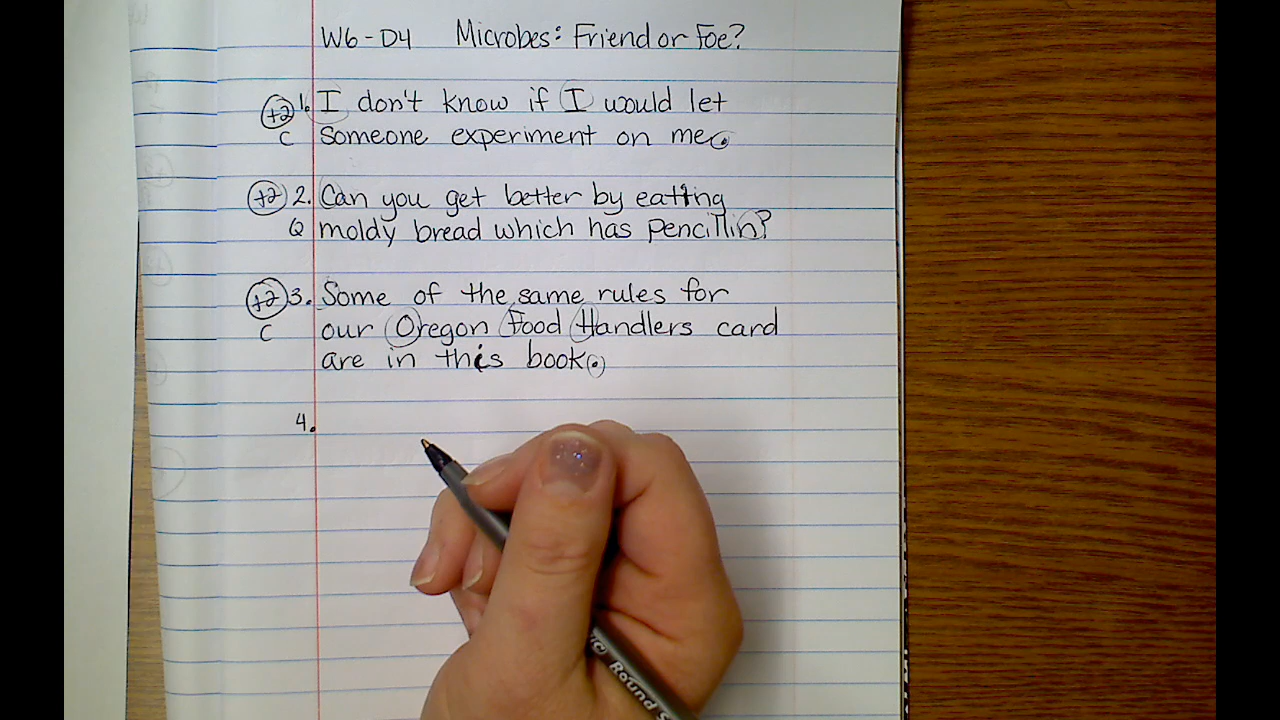 W6-D4 Microbes: Friend or Foe?
+2 1. I don't know if I would let
C someone experiment on me.
+2 2. Can you get better by eatting
Q moldy bread which has pencillin?
+2 3. Some of the same rules for
C our Oregon Food Handlers card
are in this book.
4.
Round S